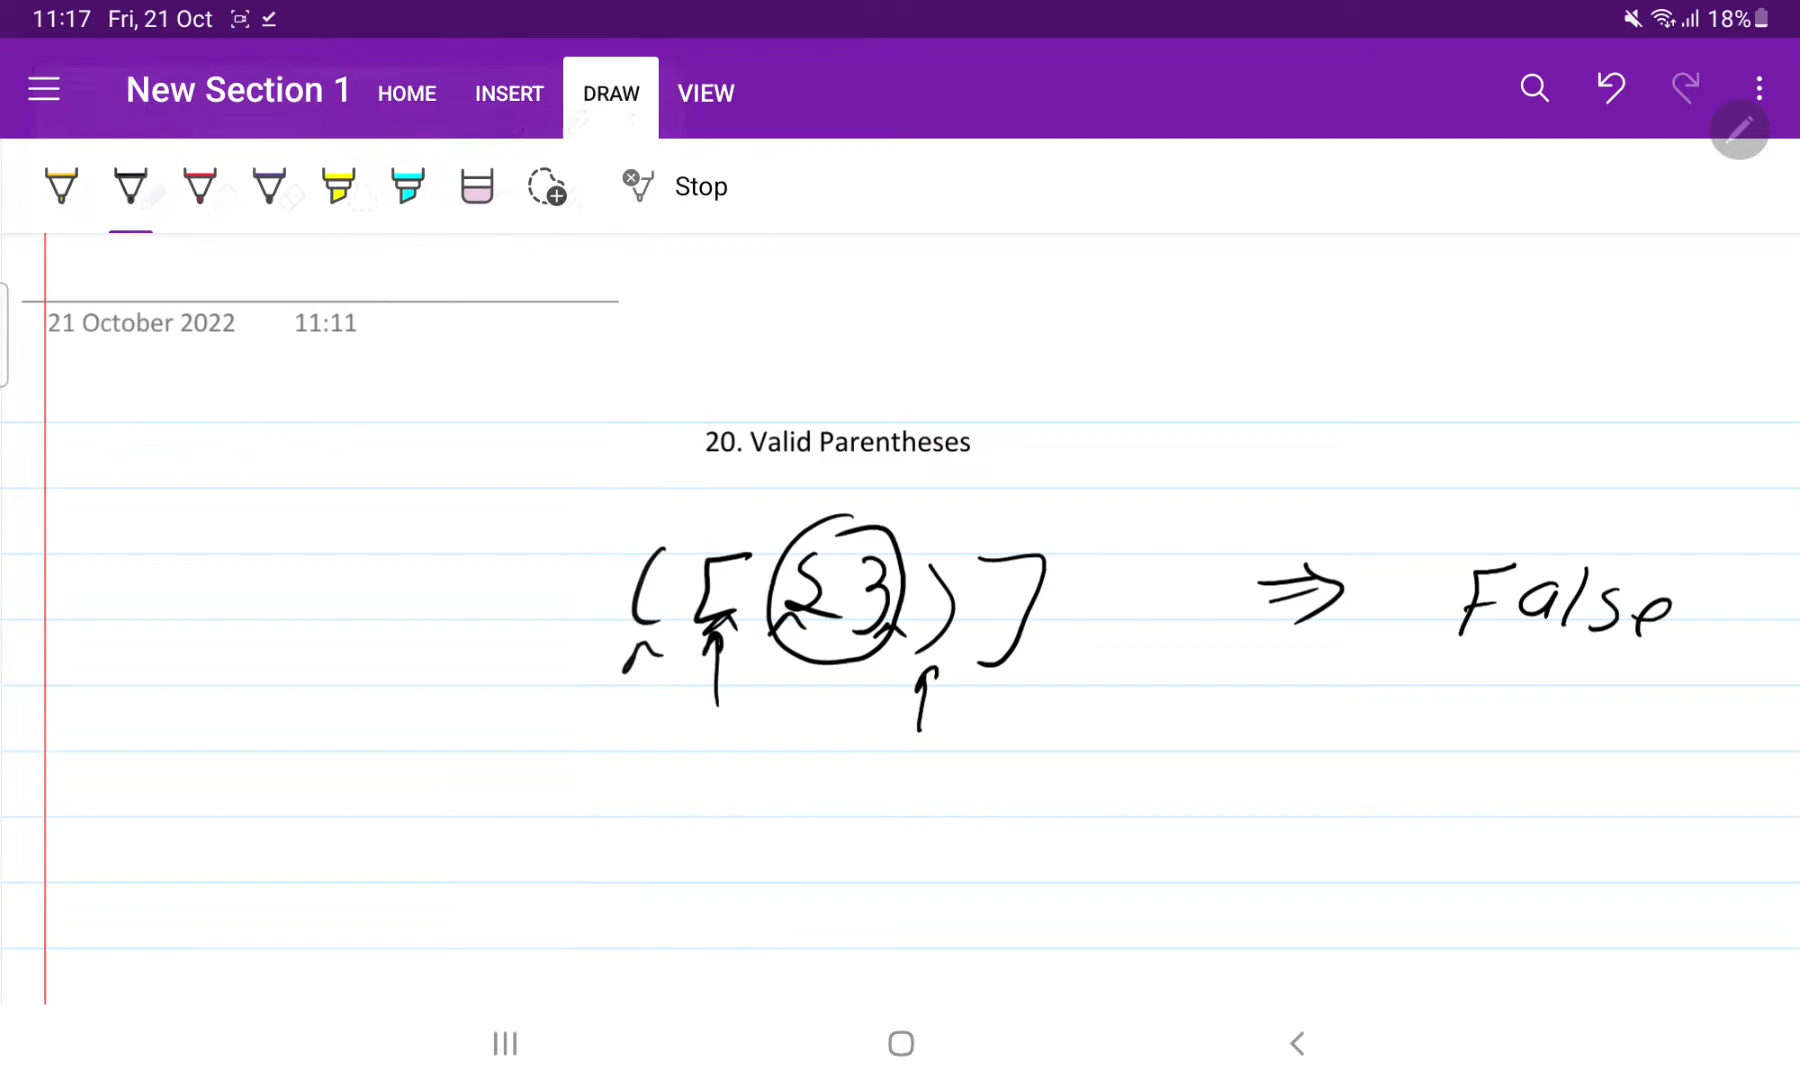 11:17 Fri, 21 Oct 18%
New Section 1 HOME INSERT DRAW VIEW
Stop
21 October 2022 11:11
20. Valid Parentheses
([{})] ⇒ False